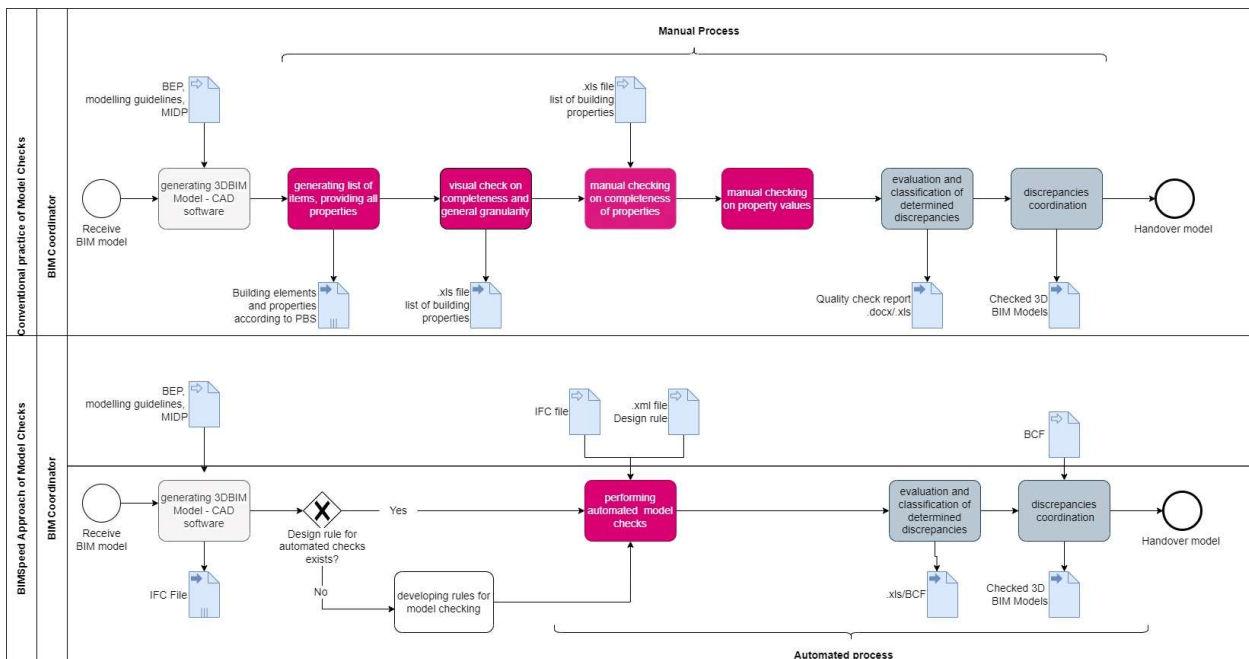 Conventional practice of Model Checks
BIM Coordinator
Manual Process
BEP,
modelling guidelines,
MIDP
.xls file
list of building
properties
Receive
BIM model
generating 3DBIM
Model - CAD
software
generating list of
items, providing all
properties
visual check on
completeness and
general granularity
manual checking
on completeness
of properties
manual checking
on property values
evaluation and
classification of
determined
discrepancies
discrepancies
coordination
Handover model
Building elements
and properties
according to PBS
.xls file
list of building
properties
Quality check report
.docx/.xls
Checked 3D
BIM Models
BIMSpeed Approach of Model Checks
BIM Coordinator
BEP,
modelling guidelines,
MIDP
IFC file
.xml file
Design rule
BCF
Receive
BIM model
generating 3DBIM
Model - CAD
software
Design rule for
automated checks
exists?
Yes
No
developing rules for
model checking
performing
automated model
checks
evaluation and
classification of
determined
discrepancies
discrepancies
coordination
Handover model
IFC File
.xls/BCF
Checked 3D
BIM Models
Automated process